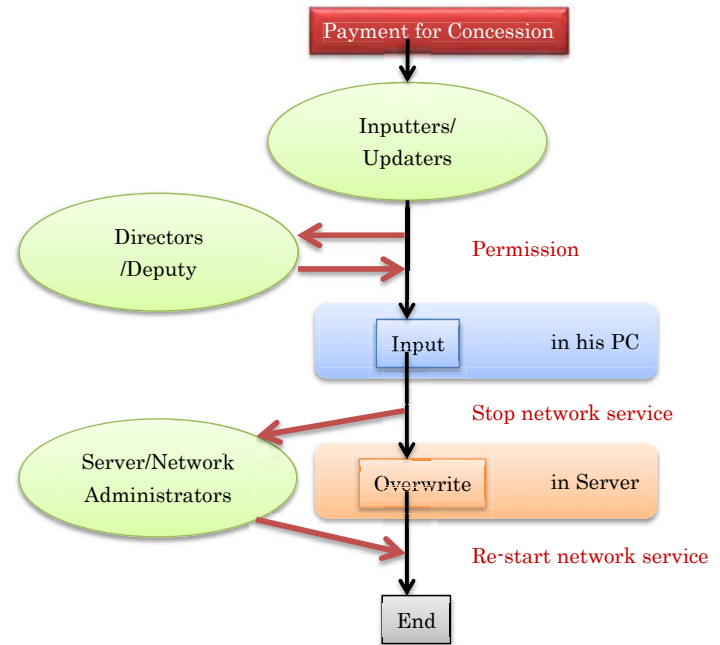 Payment for Concession
Inputters/
Updaters
Directors
/Deputy
Permission
Input
in his PC
Stop network service
Server/Network
Administrators
Overwrite
in Server
Re-start network service
End